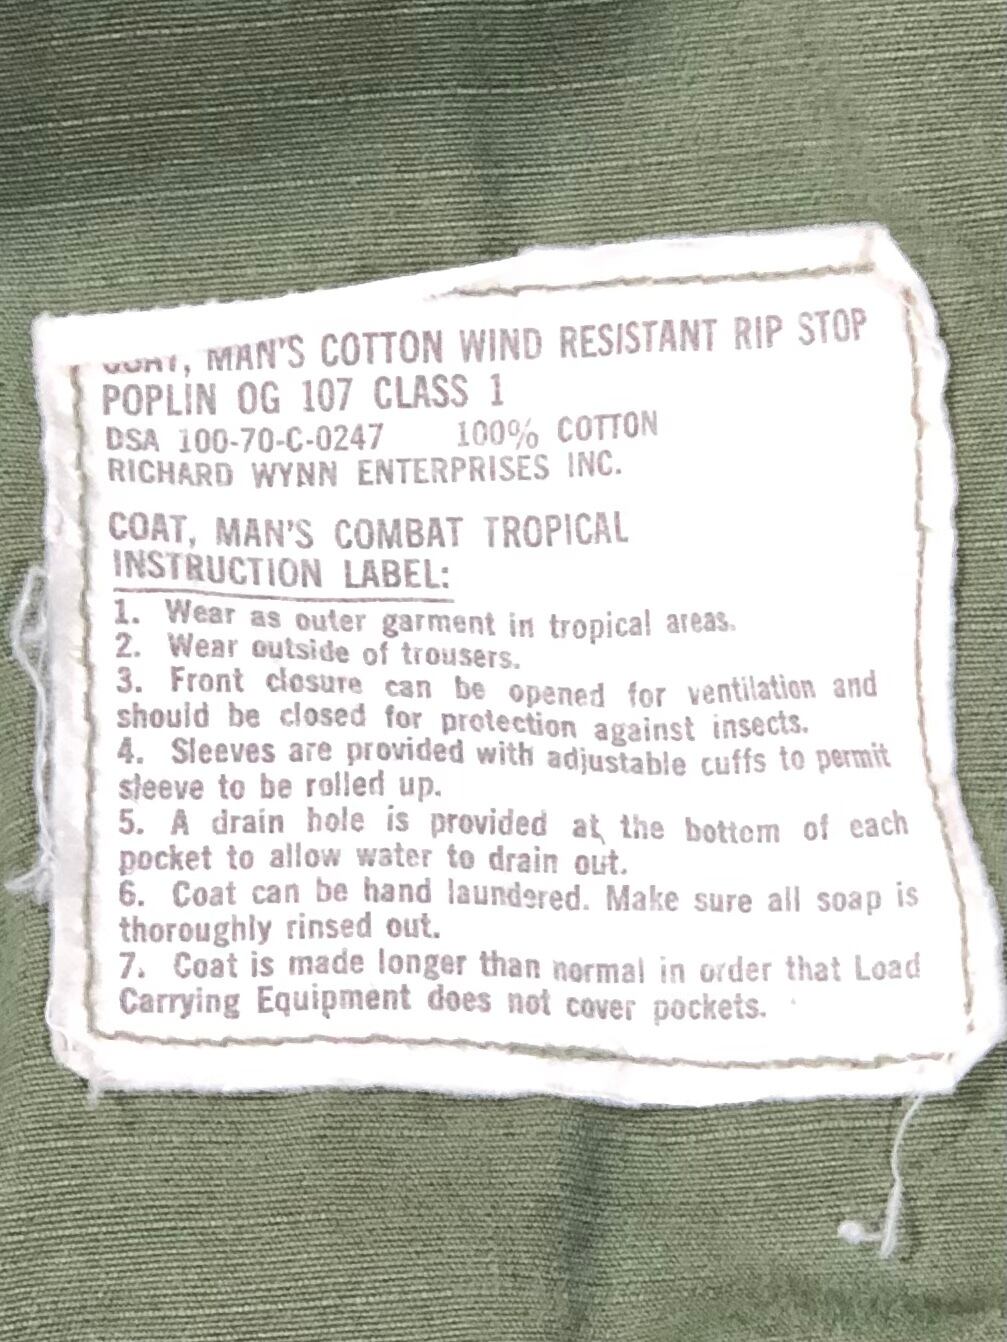 COAT, MAN'S COTTON WIND RESISTANT RIP STOP
POPLIN OG 107 CLASS 1
DSA 100-70-C-0247 100% COTTON
RICHARD WYNN ENTERPRISES INC.
COAT, MAN'S COMBAT TROPICAL
INSTRUCTION LABEL:
1. Wear as outer garment in tropical areas.
2. Wear outside of trousers.
3. Front closure can be opened for ventilation and
should be closed for protection against insects.
4. Sleeves are provided with adjustable cuffs to permit
sleeve to be rolled up.
5. A drain hole is provided at the bottom of each
pocket to allow water to drain out.
6. Coat can be hand laundered. Make sure all soap is
thoroughly rinsed out.
7. Coat is made longer than normal in order that Load
Carrying Equipment does not cover pockets.